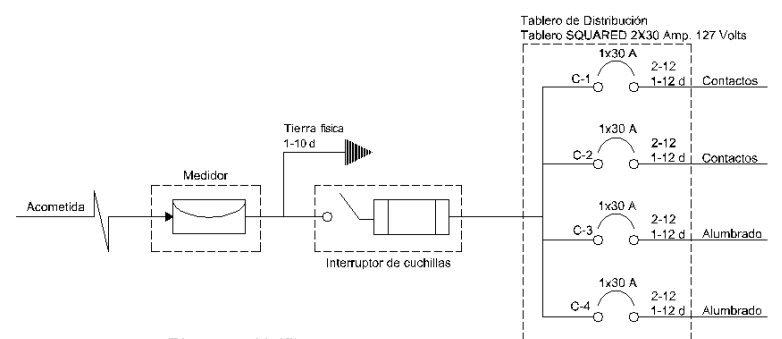 Tablero de Distribución
Tablero SQUARED 2X30 Amp. 127 Volts
1x30 A
2-12
C-1
1-12 d
Contactos
Tierra fisica
1-10 d
1x30 A
2-12
C-2
1-12 d
Contactos
Medidor
Acometida
1x30 A
2-12
C-3
1-12 d
Alumbrado
Interruptor de cuchillas
1x30 A
2-12
C-4
1-12 d
Alumbrado